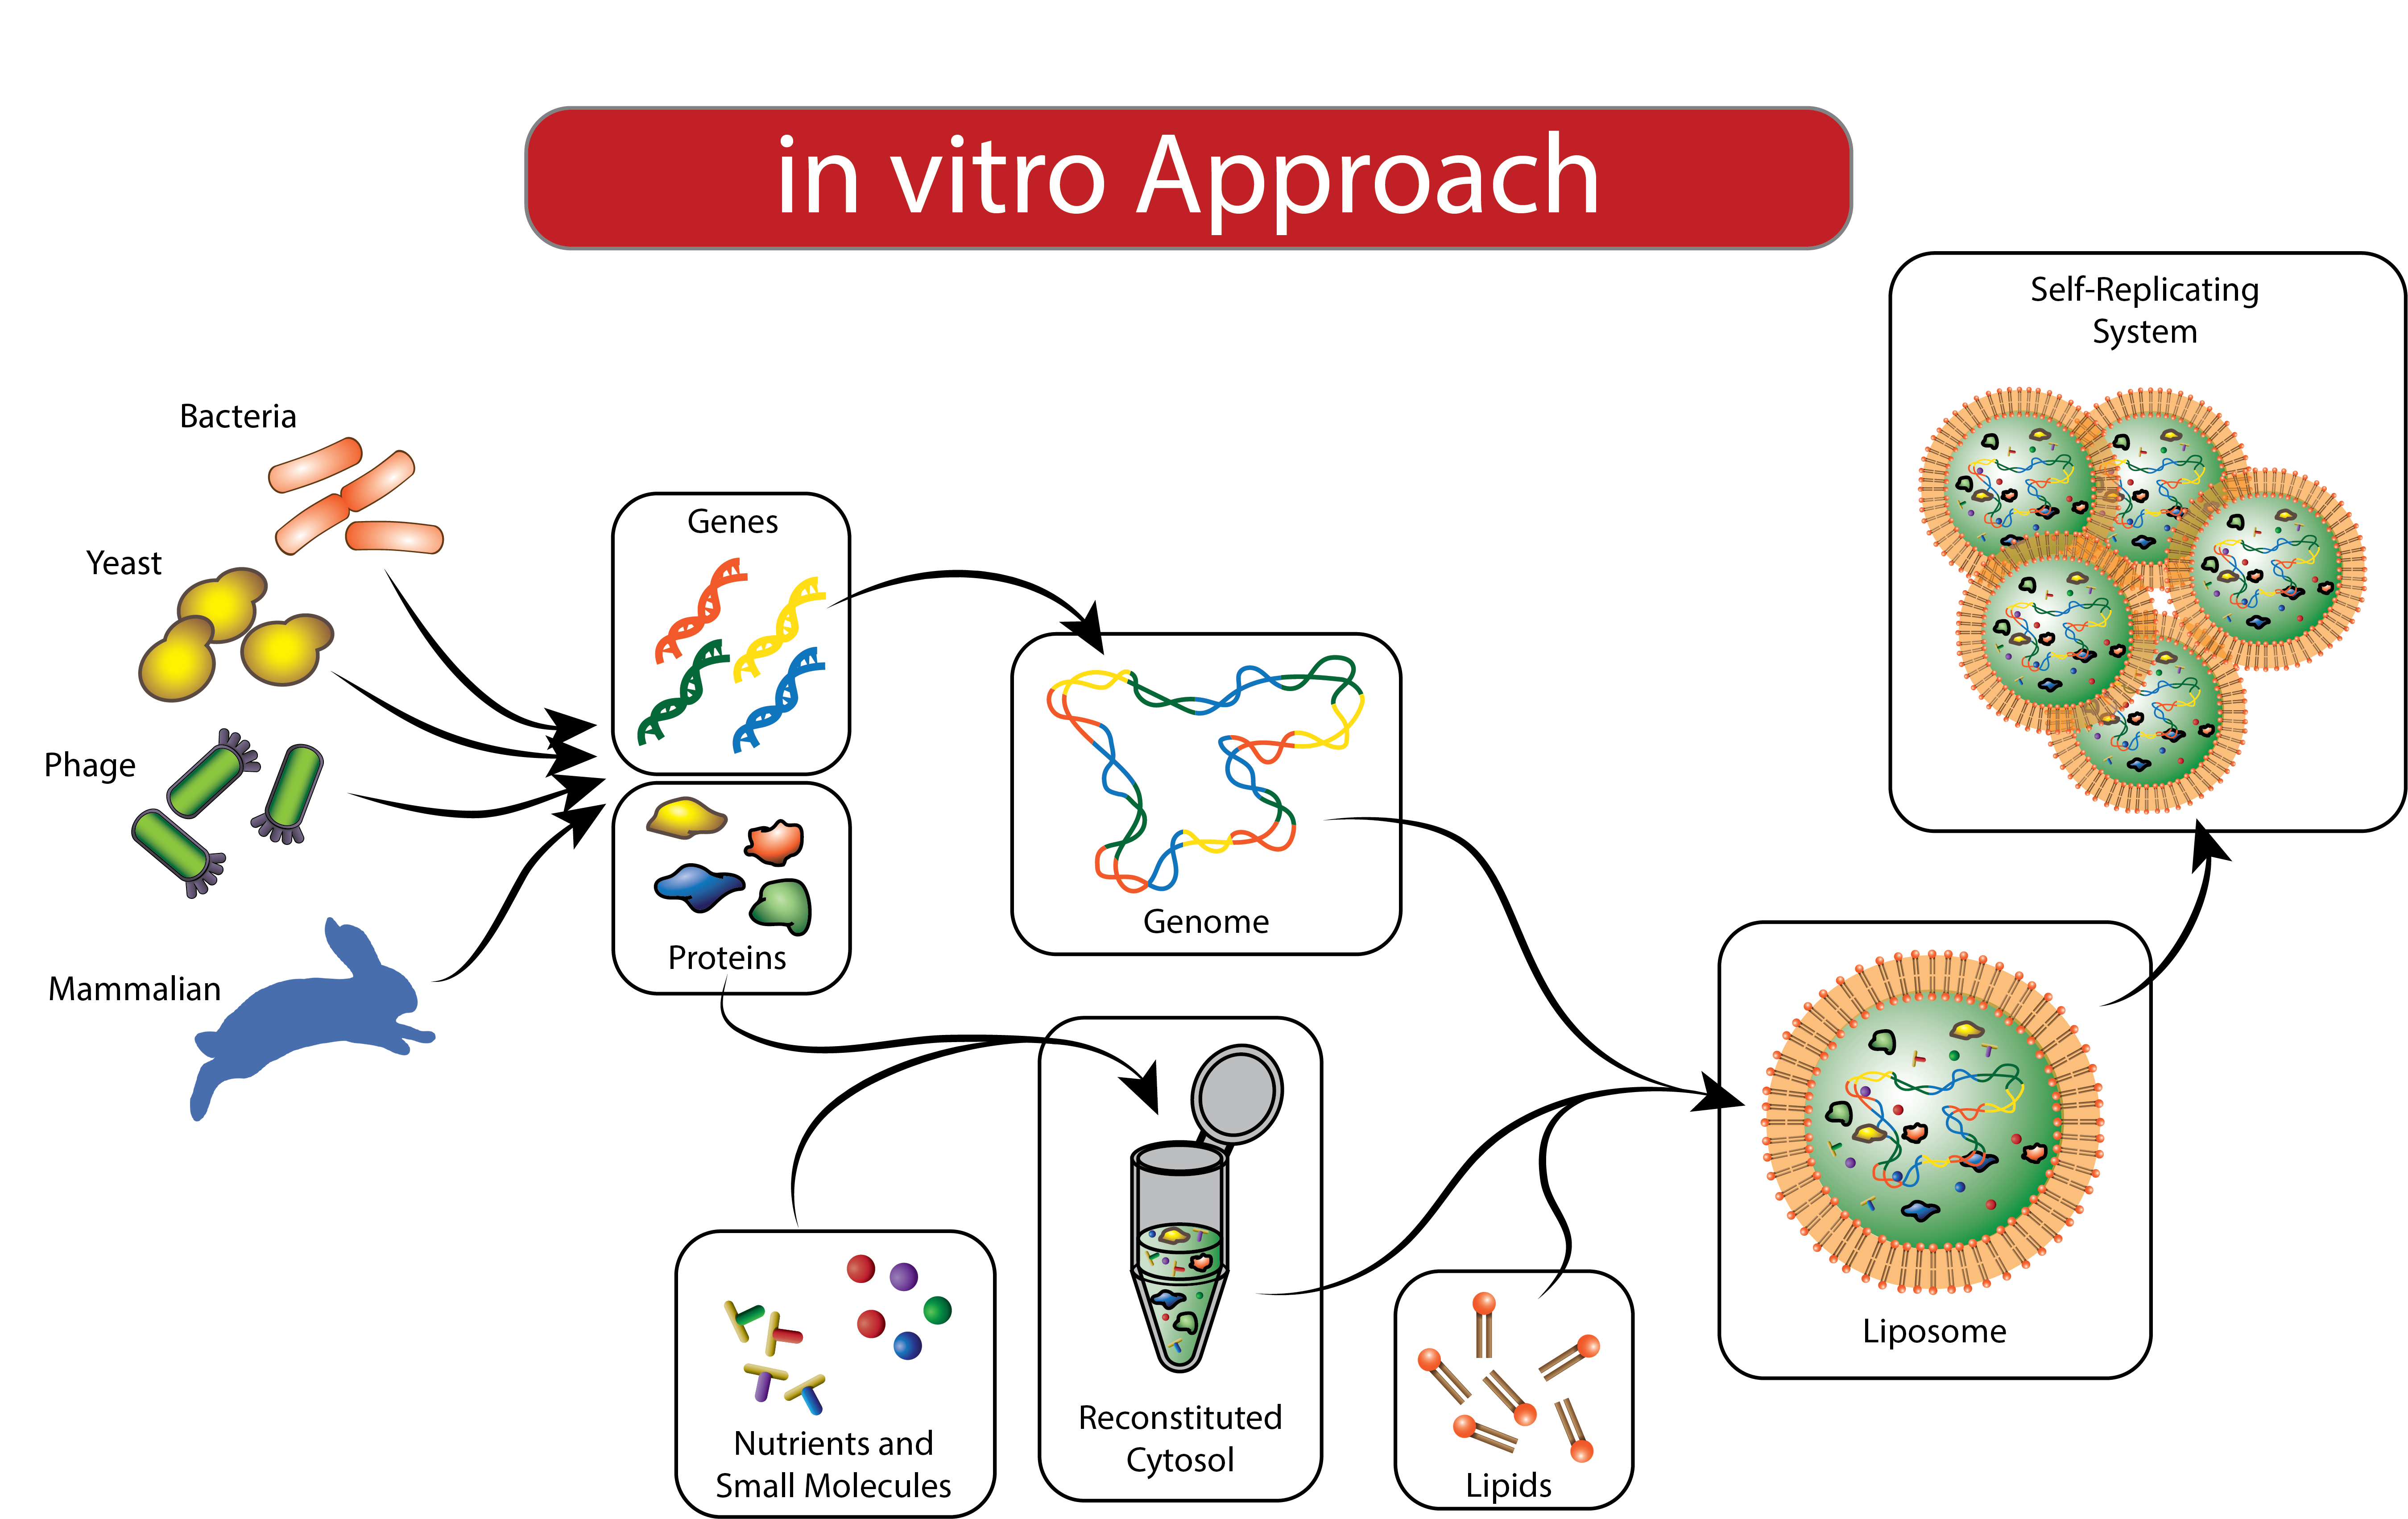 in vitro Approach
Self-Replicating
System
Bacteria
Yeast
Phage
Mammalian
Genes
Proteins
Genome
Nutrients and
Small Molecules
Reconstituted
Cytosol
Lipids
Liposome